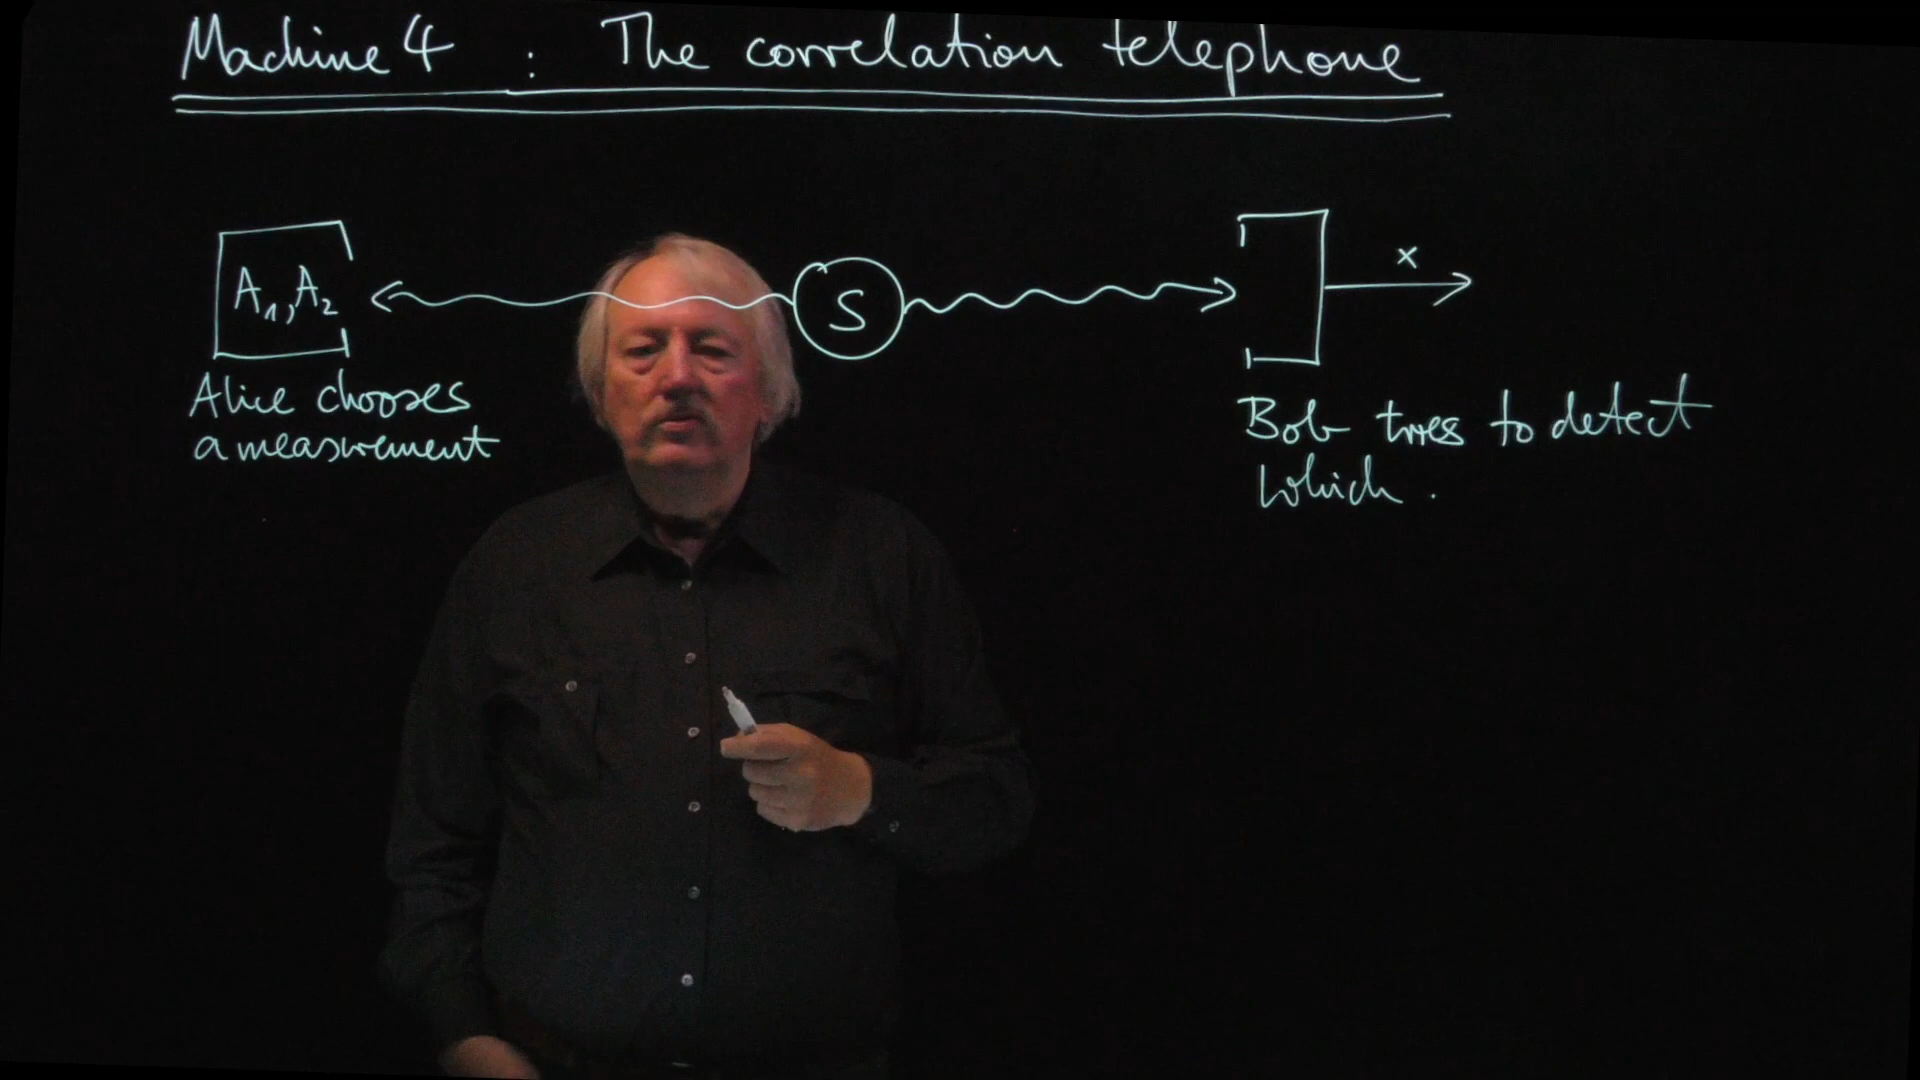 Machine 4 : The correlation telephone
x
A₁, A₂
S
Alice chooses
a measurement
Bob tries to detect
which .